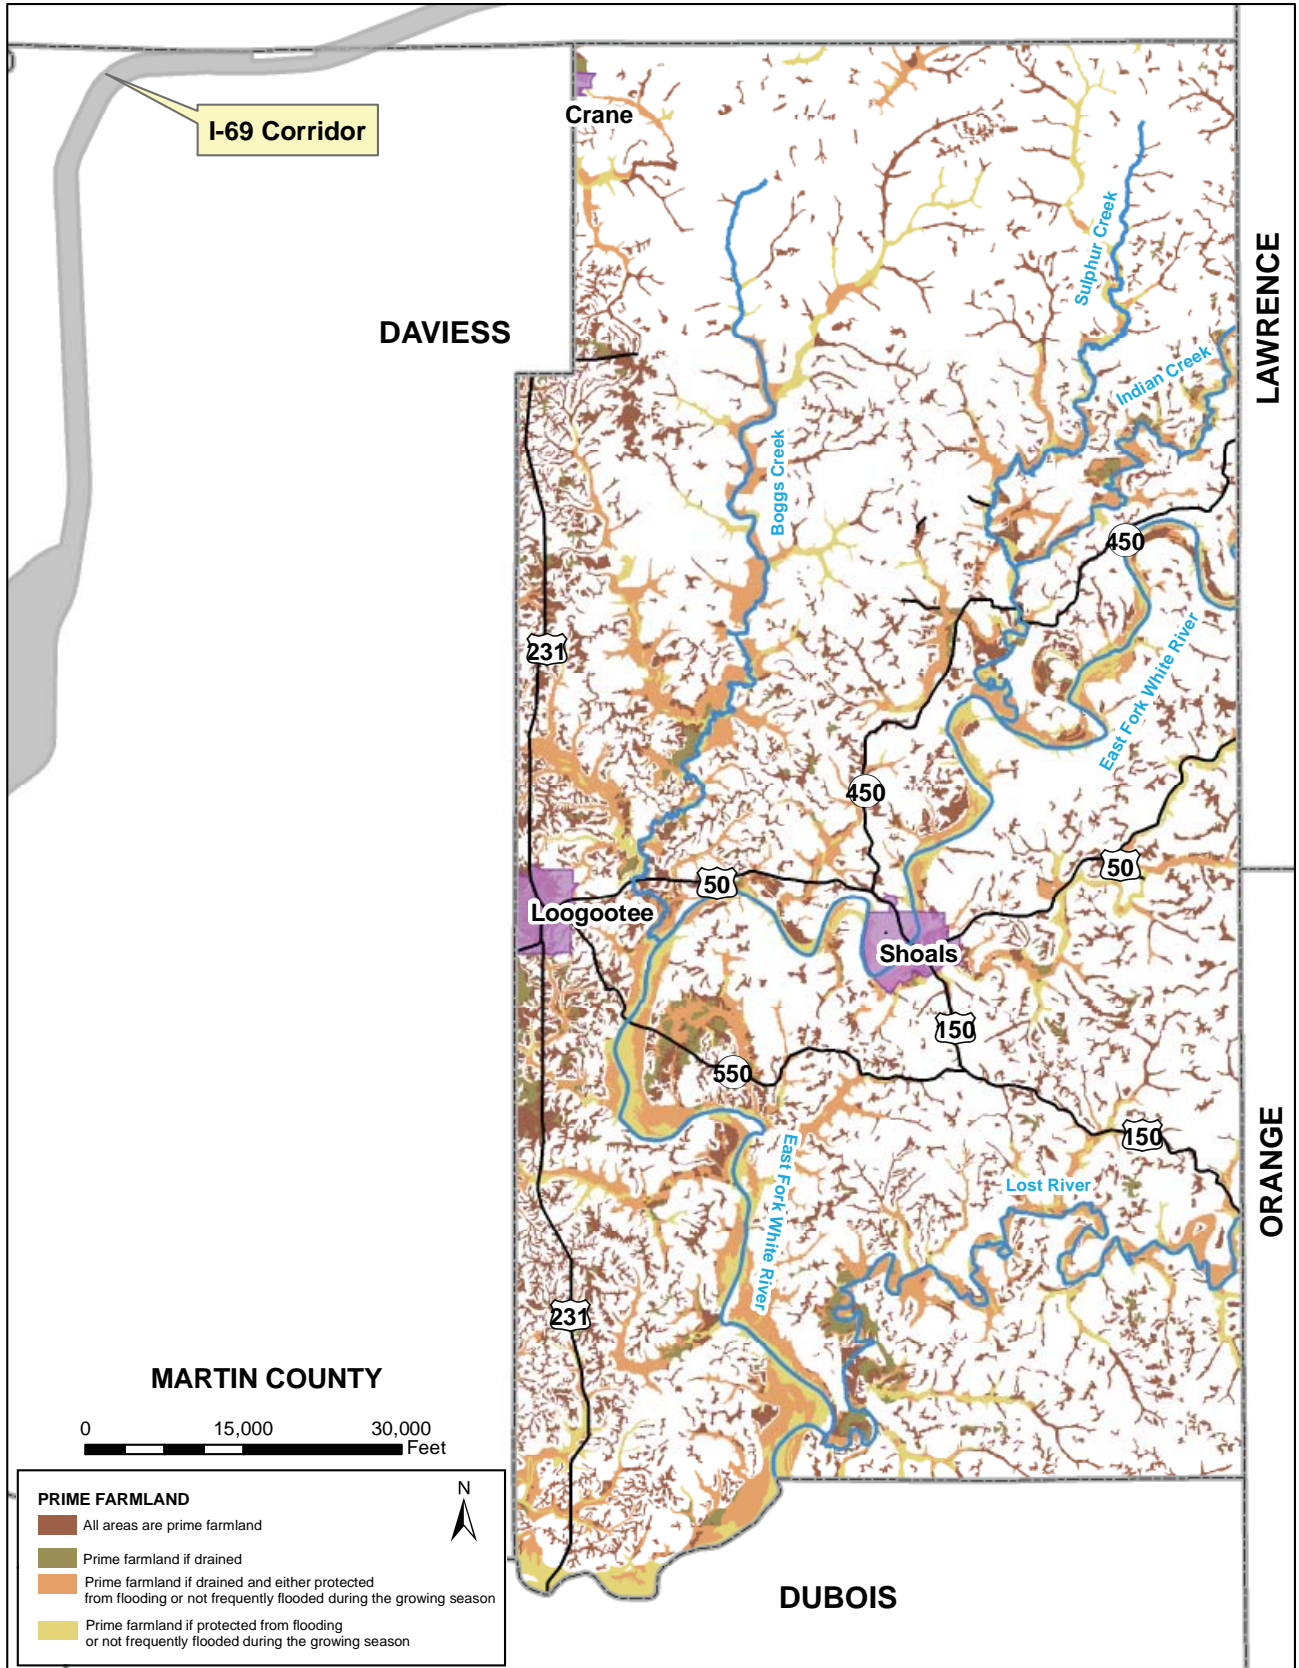 Crane
I-69 Corridor
Sulphur Creek
LAWRENCE
DAVIESS
Indian Creek
Boggs Creek
450
231
East Fork White River
450
50
50
Loogootee
Shoals
150
550
150
ORANGE
East Fork White River
Lost River
231
MARTIN COUNTY
0 15,000 30,000
Feet
PRIME FARMLAND
N
All areas are prime farmland
Prime farmland if drained
Prime farmland if drained and either protected
from flooding or not frequently flooded during the growing season
Prime farmland if protected from flooding
or not frequently flooded during the growing season
DUBOIS